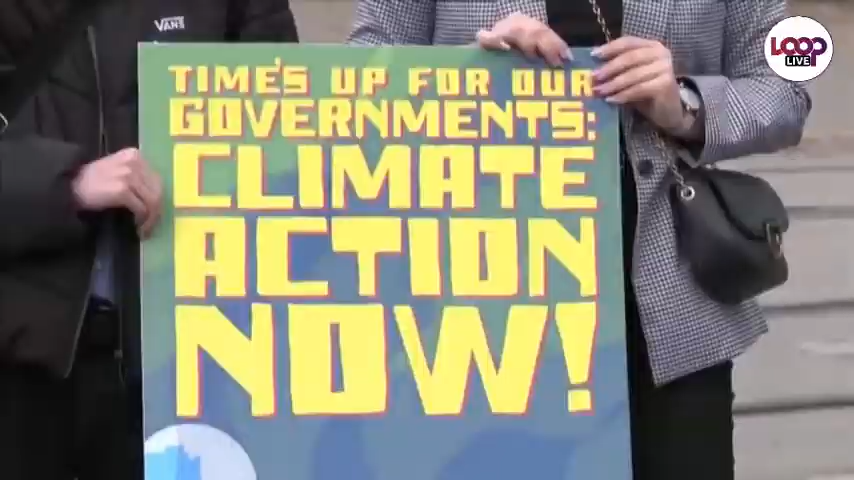 VANS
LOOP
LIVE
TIME'S UP FOR OUR
GOVERNMENTS:
CLIMATE
ACTION
NOW!